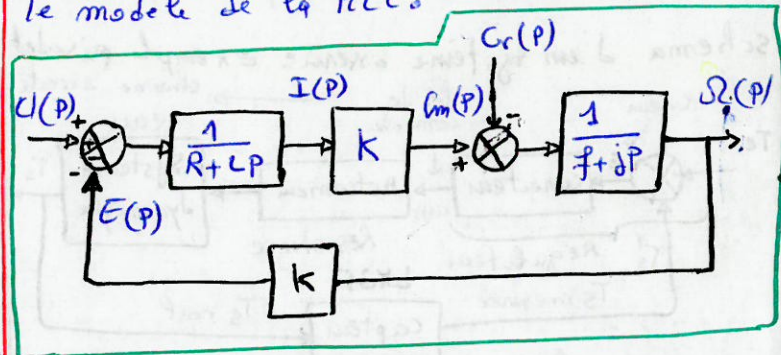 le modele de la MCC.
Cr(P)
U(P) + I(P) Cm(P) - Ω(P)
1 / R+LP
K
1 / f+jP
+
-
E(P)
K